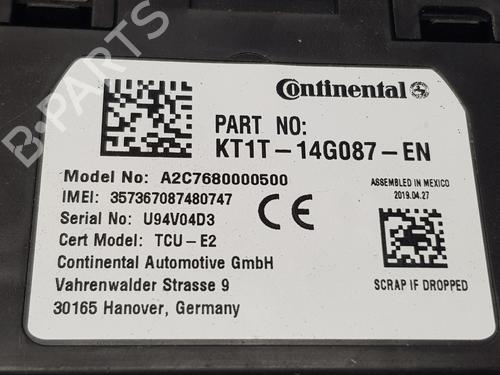 Continental
PART NO:
KT1T-14G087-EN
Model No: A2C7680000500
IMEI: 357367087480747
Serial No: U94V04D3
Cert Model: TCU-E2
Continental Automotive GmbH
Vahrenwalder Strasse 9
30165 Hanover, Germany
CE
ASSEMBLED IN MEXICO
2019.04.27
SCRAP IF DROPPED
B-PARTS